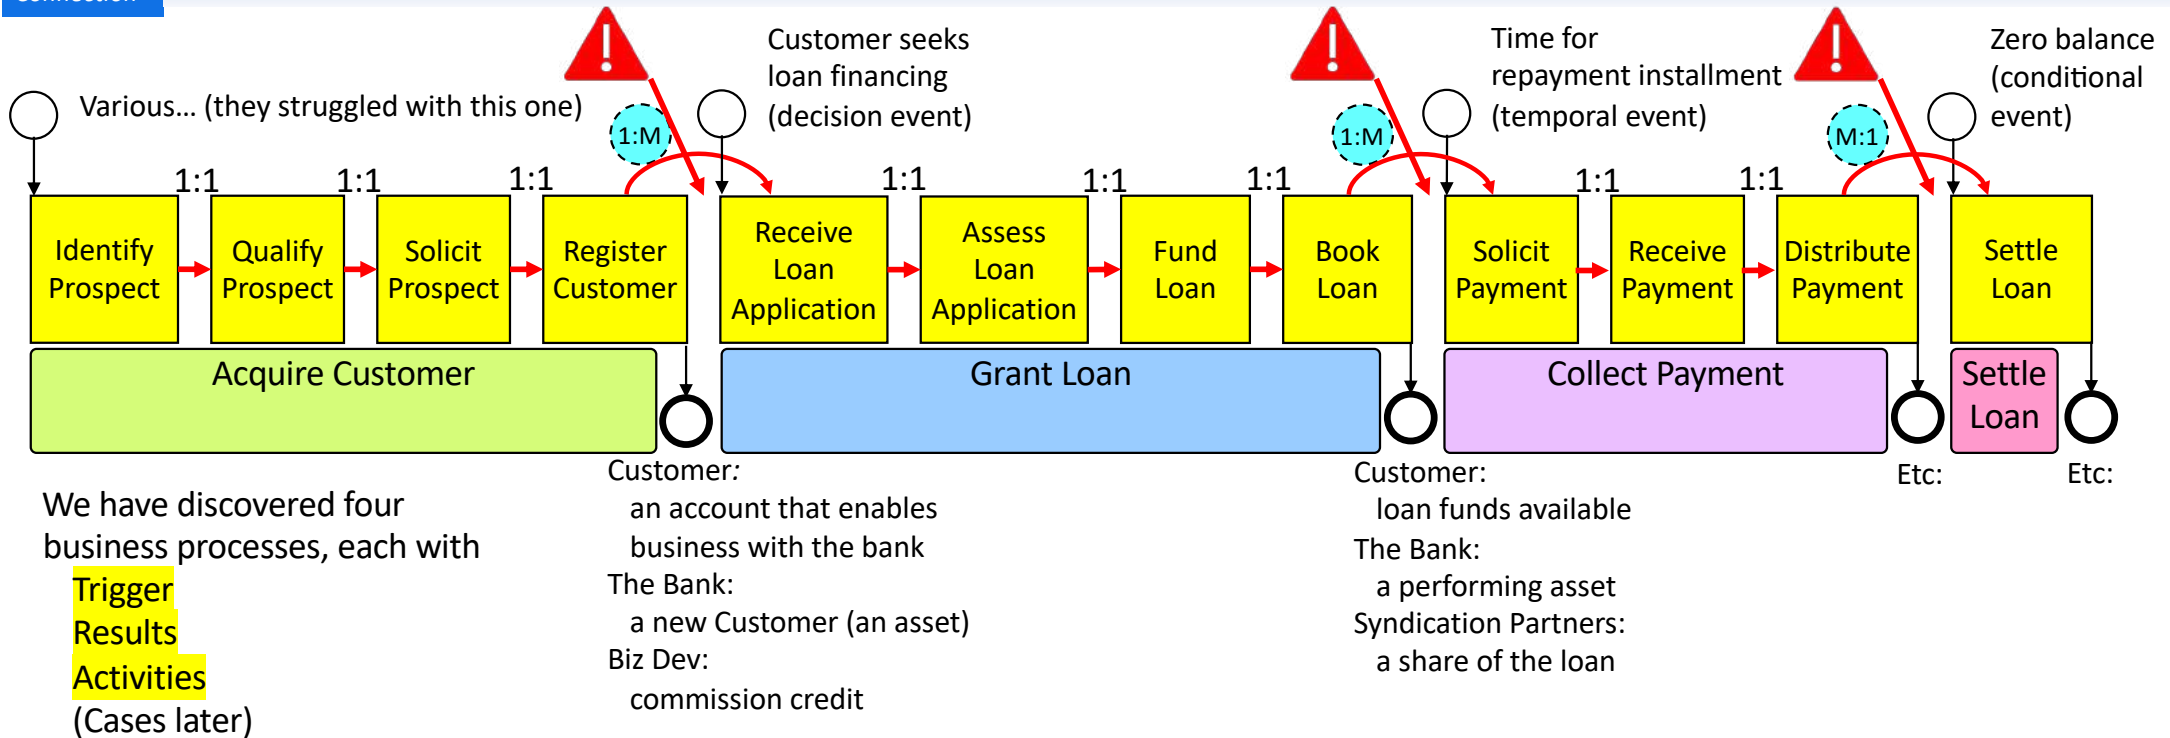 Connection
Customer seeks
loan financing
(decision event)
Time for
repayment installment
(temporal event)
Zero balance
(conditional
event)
Various... (they struggled with this one)
1:M
1:M
M:1
1:1
1:1
1:1
1:1
1:1
1:1
1:1
1:1
Identify
Prospect
Qualify
Prospect
Solicit
Prospect
Register
Customer
Receive
Loan
Application
Assess
Loan
Application
Fund
Loan
Book
Loan
Solicit
Payment
Receive
Payment
Distribute
Payment
Settle
Loan
Acquire Customer
Grant Loan
Collect Payment
Settle
Loan
We have discovered four
business processes, each with
Trigger
Results
Activities
(Cases later)
Customer:
an account that enables
business with the bank
The Bank:
a new Customer (an asset)
Biz Dev:
commission credit
Customer:
loan funds available
The Bank:
a performing asset
Syndication Partners:
a share of the loan
Etc:
Etc: